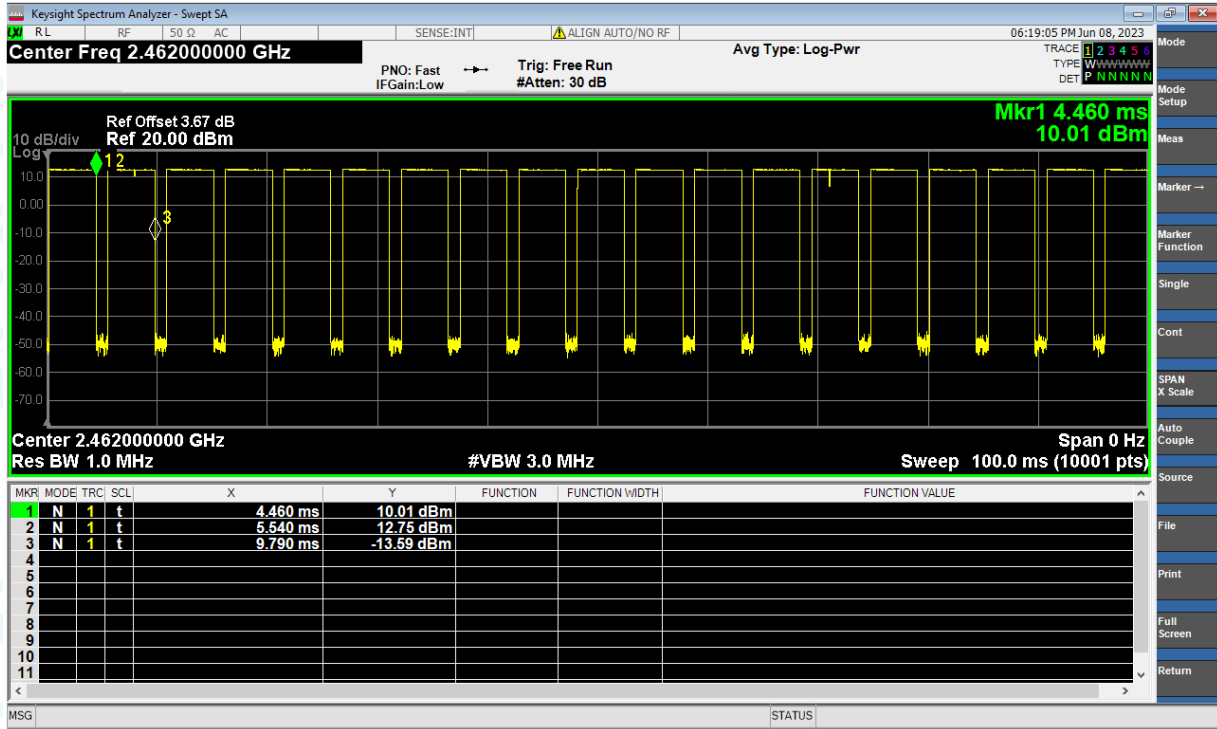 Keysight Spectrum Analyzer - Swept SA
LXI RL RF 50 Ω AC SENSE:INT ALIGN AUTO/NO RF 06:19:05 PM Jun 08, 2023
Center Freq 2.462000000 GHz
Avg Type: Log-Pwr
TRACE 1 2 3 4 5 6
TYPE WWWWWW
DET P N N N N N
PNO: Fast
IFGain:Low
Trig: Free Run
#Atten: 30 dB
Mkr1 4.460 ms
10.01 dBm
Ref Offset 3.67 dB
10 dB/div Ref 20.00 dBm
Log
1 2
10.0
0.00
3
-10.0
-20.0
-30.0
-40.0
-50.0
-60.0
-70.0
Center 2.462000000 GHz Span 0 Hz
Res BW 1.0 MHz #VBW 3.0 MHz Sweep 100.0 ms (10001 pts)
MKR MODE TRC SCL X Y FUNCTION FUNCTION WIDTH FUNCTION VALUE
1 N 1 t 4.460 ms 10.01 dBm
2 N 1 t 5.540 ms 12.75 dBm
3 N 1 t 9.790 ms -13.59 dBm
4
5
6
7
8
9
10
11
MSG STATUS
Mode
Mode
Setup
Meas
Marker→
Marker
Function
Single
Cont
SPAN
X Scale
Auto
Couple
Source
File
Print
Full
Screen
Return